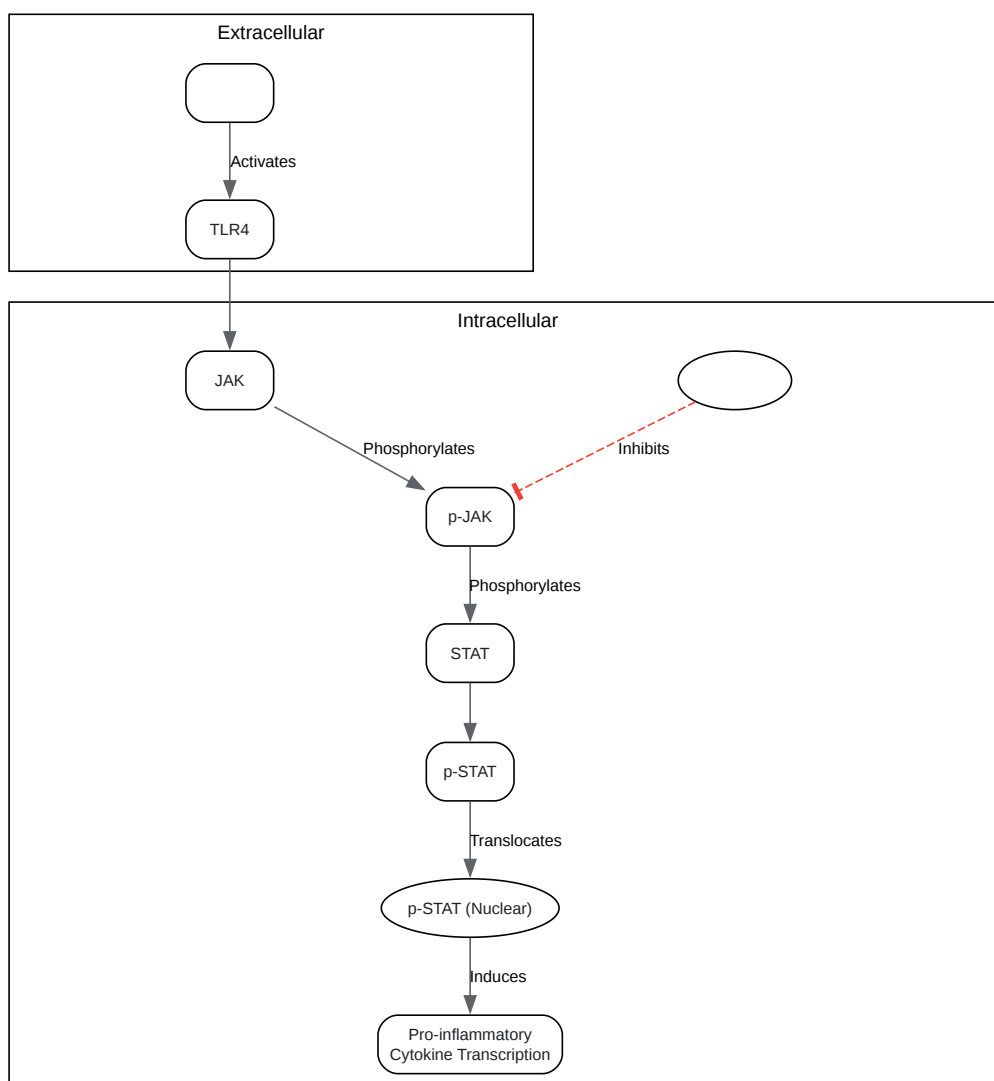 Extracellular
Activates
TLR4
Intracellular
JAK
Phosphorylates
Inhibits
p-JAK
Phosphorylates
STAT
p-STAT
Translocates
p-STAT (Nuclear)
Induces
Pro-inflammatory
Cytokine Transcription